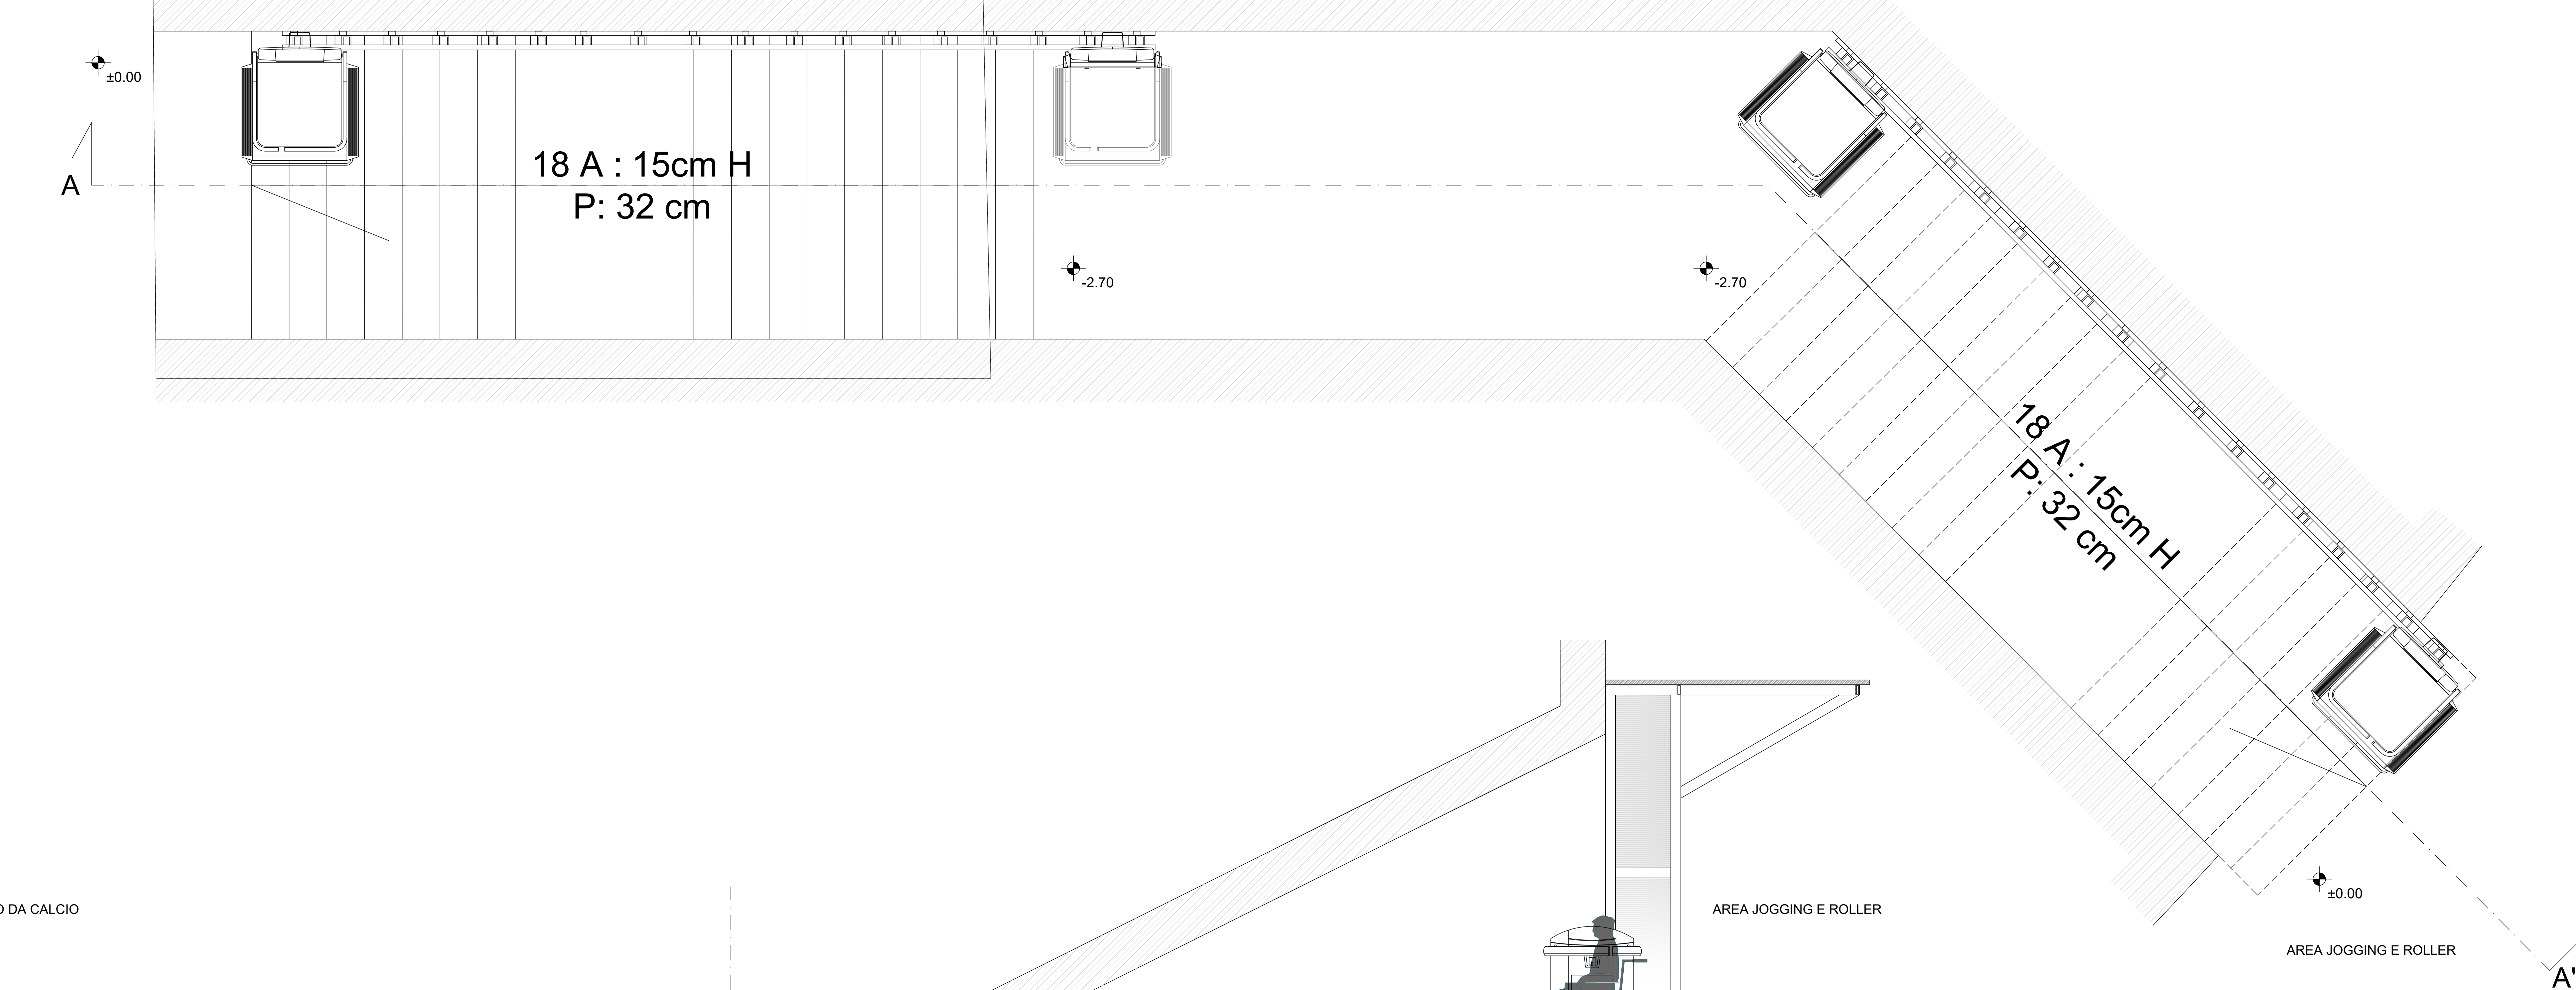 ±0.00
A
18 A : 15cm H
P: 32 cm
-2.70
-2.70
18 A : 15cm H
P: 32 cm
±0.00
DA CALCIO
AREA JOGGING E ROLLER
AREA JOGGING E ROLLER
A'